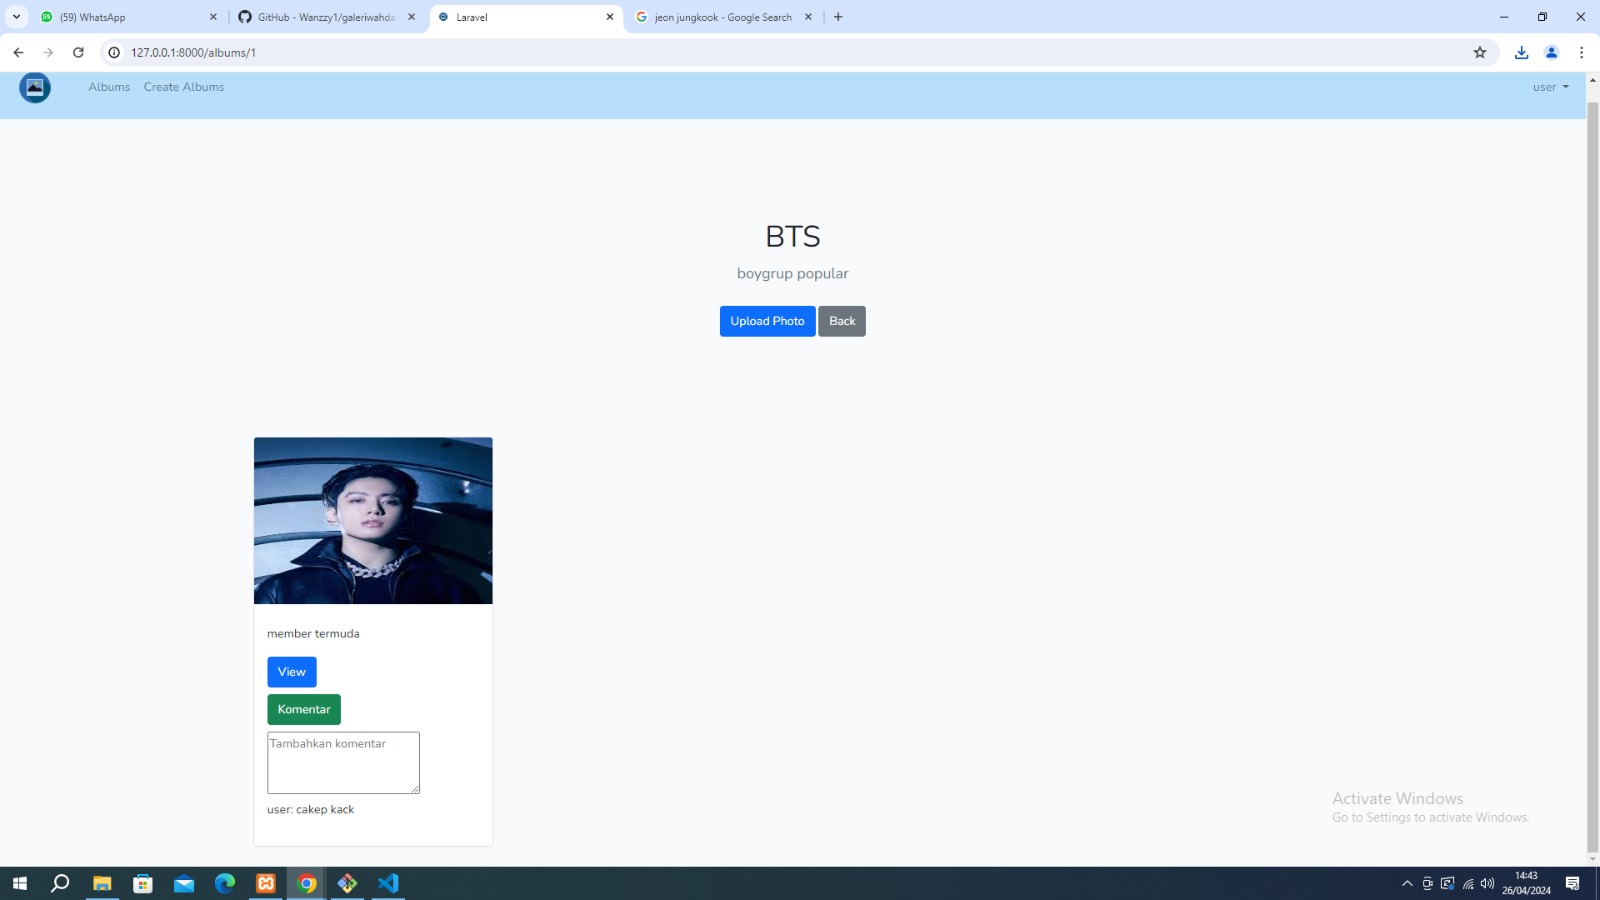 (59) WhatsApp
GitHub - Wanzzy1/galeriwahda
Laravel
jeon jungkook - Google Search
127.0.0.1:8000/albums/1
Albums
Create Albums
user
BTS
boygrup popular
Upload Photo
Back
member termuda
View
Komentar
Tambahkan komentar
user: cakep kack
Activate Windows
Go to Settings to activate Windows.
14:43
26/04/2024